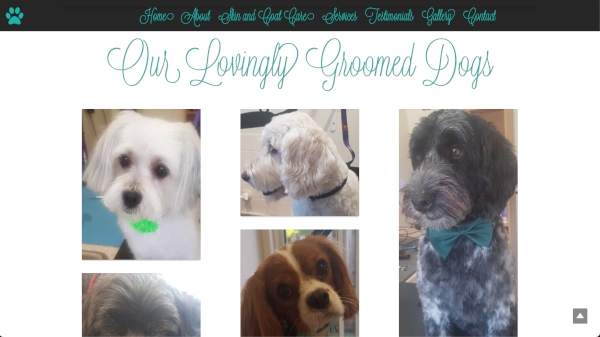 Home About Skin and Coat Care Services Testimonials Gallery Contact
Our Lovingly Groomed Dogs